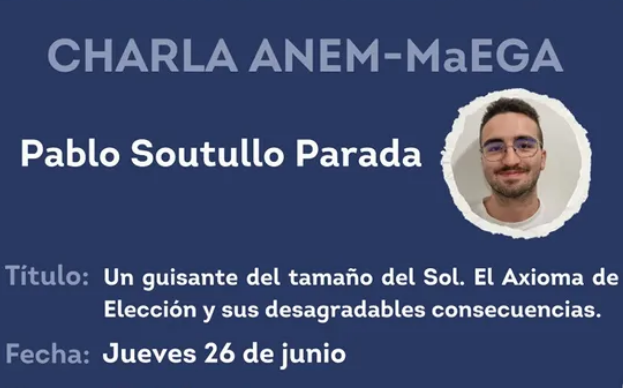 CHARLA ANEM-MaEGA
Pablo Soutullo Parada
Título: Un guisante del tamaño del Sol. El Axioma de
Elección y sus desagradables consecuencias.
Fecha: Jueves 26 de junio